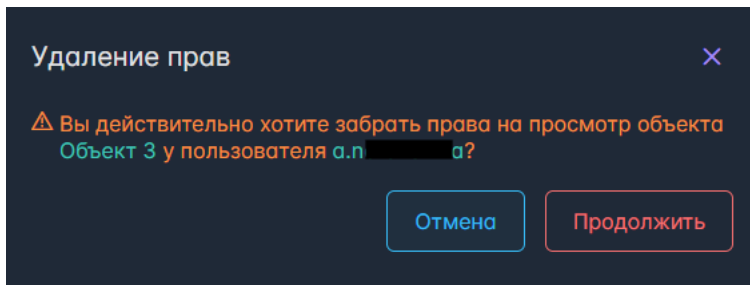 Удаление прав
Вы действительно хотите забрать права на просмотр объекта
Объект 3 у пользователя a.n a?
Отмена Продолжить